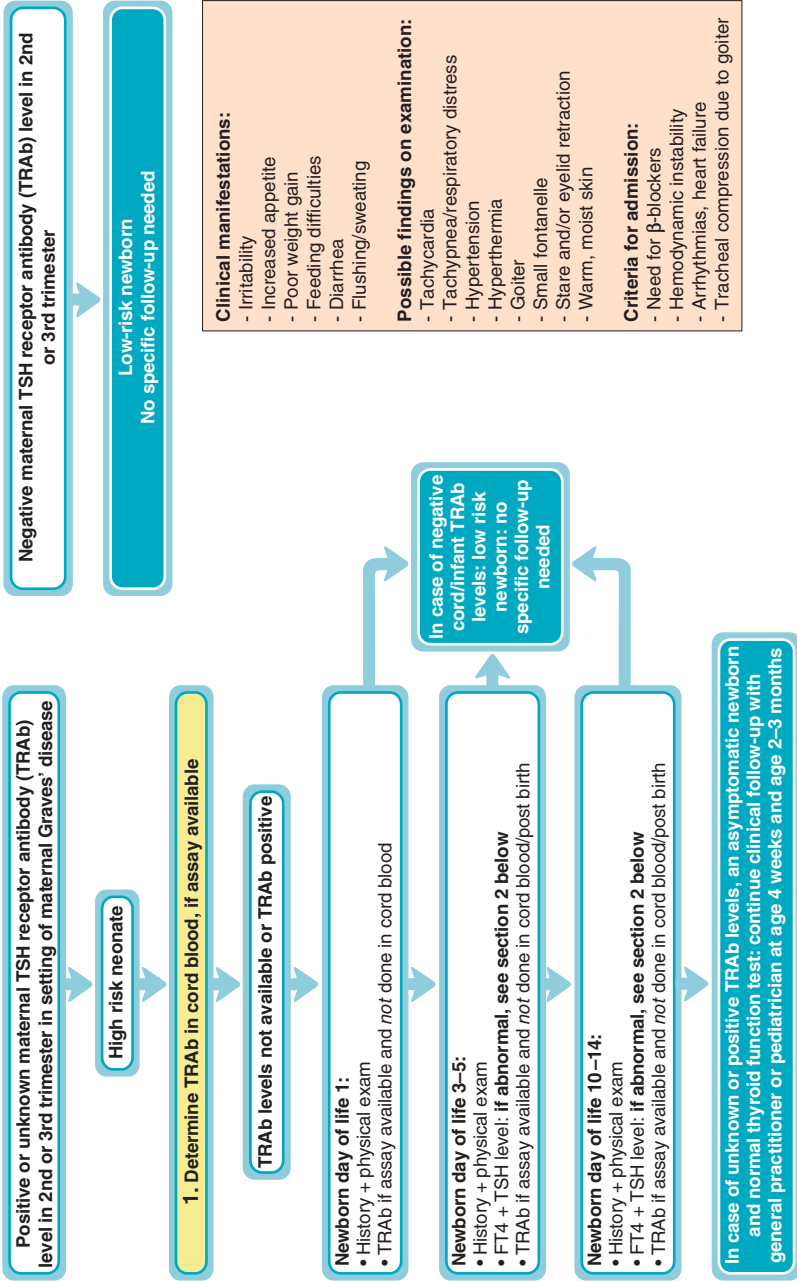 Positive or unknown maternal TSH receptor antibody (TRAb)
level in 2nd or 3rd trimester in setting of maternal Graves' disease
High risk neonate
1. Determine TRAb in cord blood, if assay available
TRAb levels not available or TRAb positive
Newborn day of life 1:
• History + physical exam
• TRAb if assay available and not done in cord blood
Newborn day of life 3–5:
• History + physical exam
• FT4 + TSH level: if abnormal, see section 2 below
• TRAb if assay available and not done in cord blood/post birth
Newborn day of life 10–14:
• History + physical exam
• FT4 + TSH level: if abnormal, see section 2 below
• TRAb if assay available and not done in cord blood/post birth
In case of unknown or positive TRAb levels, an asymptomatic newborn
and normal thyroid function test: continue clinical follow-up with
general practitioner or pediatrician at age 4 weeks and age 2–3 months
In case of negative
cord/infant TRAb
levels: low risk
newborn: no
specific follow-up
needed
Negative maternal TSH receptor antibody (TRAb) level in 2nd
or 3rd trimester
Low-risk newborn
No specific follow-up needed
Clinical manifestations:
- Irritability
- Increased appetite
- Poor weight gain
- Feeding difficulties
- Diarrhea
- Flushing/sweating
Possible findings on examination:
- Tachycardia
- Tachypnea/respiratory distress
- Hypertension
- Hyperthermia
- Goiter
- Small fontanelle
- Stare and/or eyelid retraction
- Warm, moist skin
Criteria for admission:
- Need for β-blockers
- Hemodynamic instability
- Arrhythmias, heart failure
- Tracheal compression due to goiter